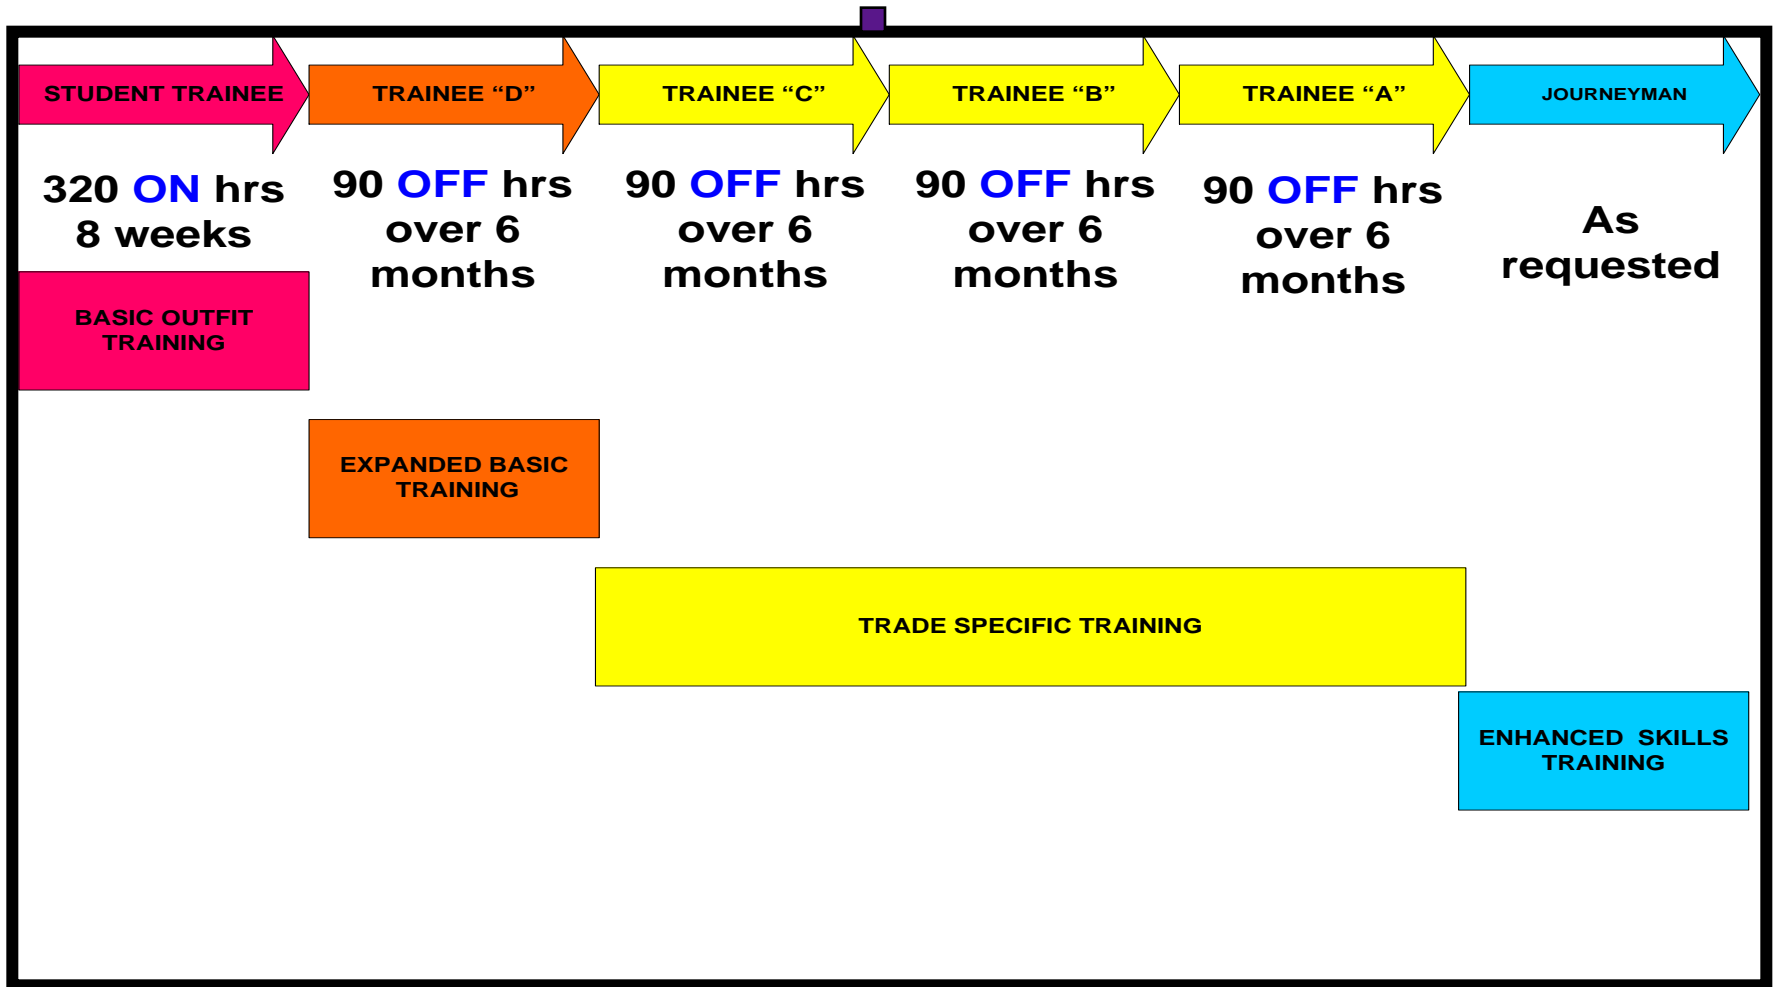 STUDENT TRAINEE
TRAINEE “D”
TRAINEE “C”
TRAINEE “B”
TRAINEE “A”
JOURNEYMAN
320 ON hrs
8 weeks
90 OFF hrs
over 6
months
90 OFF hrs
over 6
months
90 OFF hrs
over 6
months
90 OFF hrs
over 6
months
As
requested
BASIC OUTFIT
TRAINING
EXPANDED BASIC
TRAINING
TRADE SPECIFIC TRAINING
ENHANCED SKILLS
TRAINING